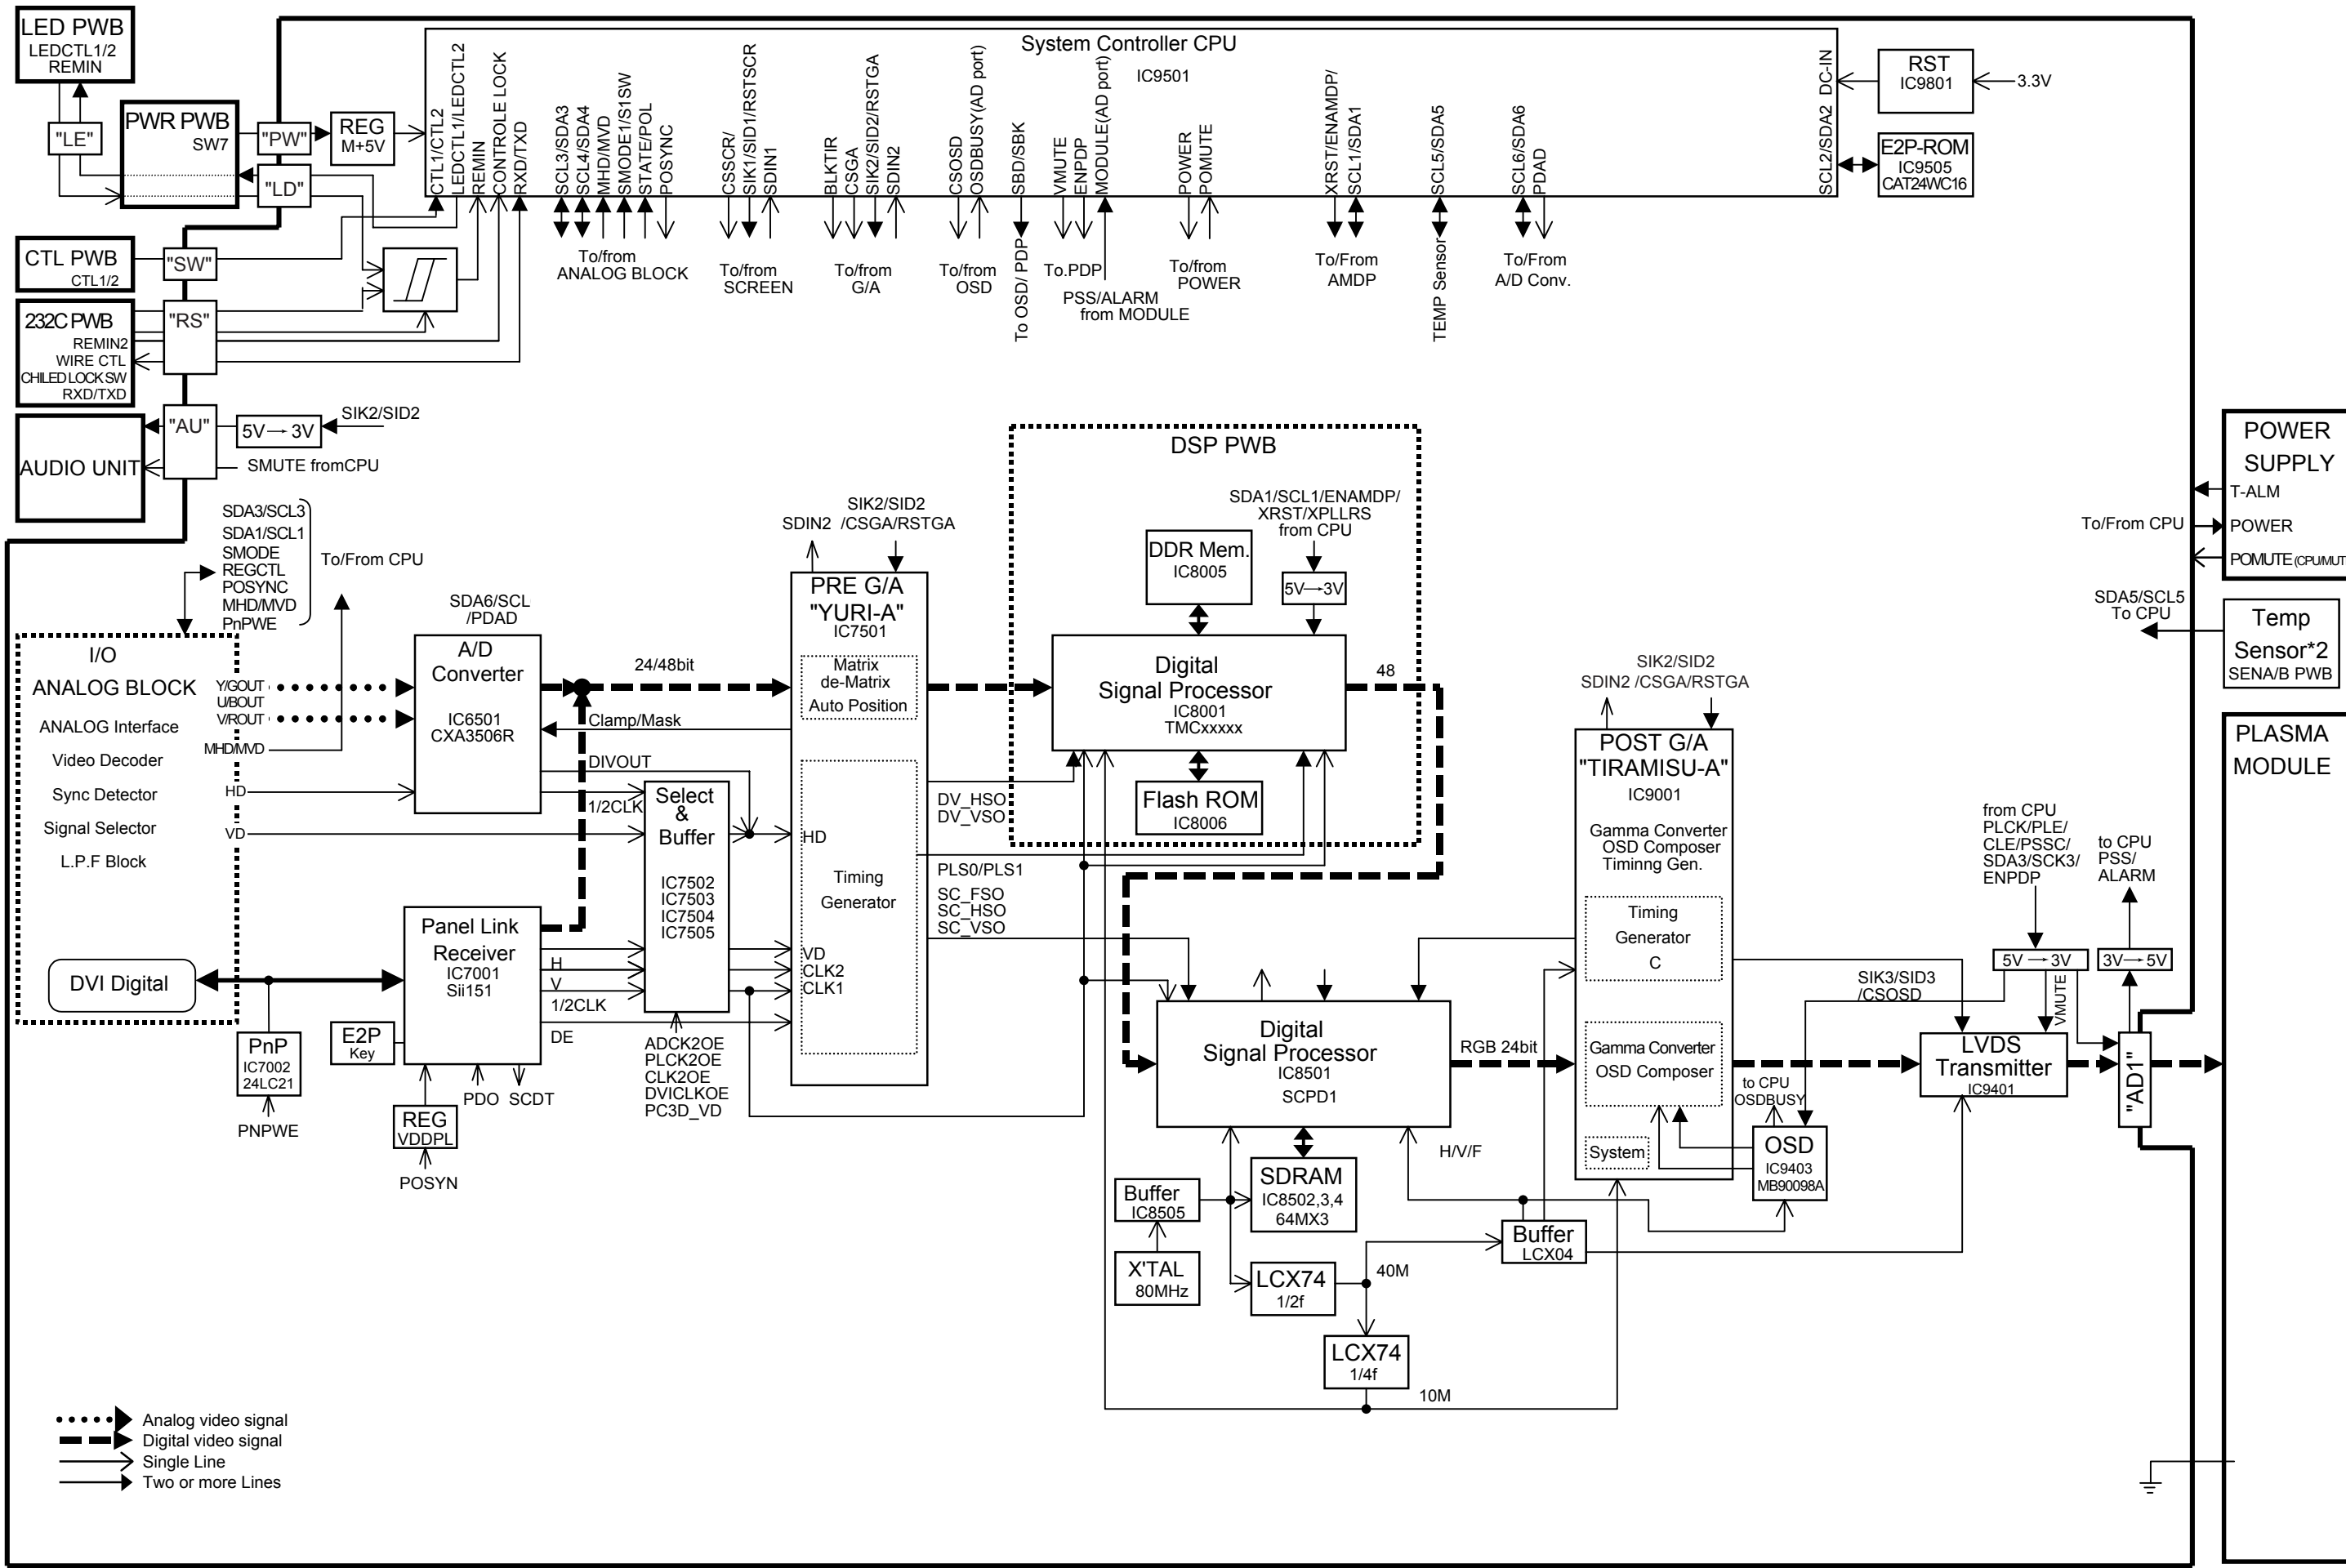 LED PWB
LEDCTL1/2
REMIN
"LE"
PWR PWB
SW7
"PW"
REG
M+5V
"LD"
System Controller CPU
IC9501
CTL1/CTL2
LEDCTL1/LEDCTL2
REMIN
CONTROLE LOCK
RXD/TXD
SCL3/SDA3
SCL4/SDA4
MHD/MVD
SMODE1/S1SW
STATE/POL
POSYNC
CSSCR/
SIK1/SID1/RSTSCR
SDIN1
BLKTIR
CSGA
SIK2/SID2/RSTGA
SDIN2
CSOSD
OSDBUSY(AD port)
SBD/SBK
VMUTE
ENPDP
MODULE(AD port)
POWER
POMUTE
XRST/ENAMDP/
SCL1/SDA1
SCL5/SDA5
SCL6/SDA6
PDAD
SCL2/SDA2
DC-IN
RST
IC9801
3.3V
E2P-ROM
IC9505
CAT24WC16
To/from
ANALOG BLOCK
To/from
SCREEN
To/from
G/A
To/from
OSD
To OSD/ PDP
To.PDP
PSS/ALARM
from MODULE
To/from
POWER
To/From
AMDP
TEMP Sensor
To/From
A/D Conv.
CTL PWB
CTL1/2
"SW"
232C PWB
REMIN2
WIRE CTL
CHILED LOCK SW
RXD/TXD
"RS"
AUDIO UNIT
"AU"
5V→3V
SIK2/SID2
SMUTE fromCPU
SDA3/SCL3
SDA1/SCL1
SMODE
REGCTL
POSYNC
MHD/MVD
PnPWE
To/From CPU
I/O
ANALOG BLOCK
ANALOG Interface
Video Decoder
Sync Detector
Signal Selector
L.P.F Block
Y/GOUT
U/BOUT
V/ROUT
MHD/MVD
HD
VD
DVI Digital
PnP
IC7002
24LC21
PNPWE
SDA6/SCL
/PDAD
A/D
Converter
IC6501
CXA3506R
24/48bit
Clamp/Mask
DIVOUT
1/2CLK
Select
&
Buffer
IC7502
IC7503
IC7504
IC7505
Panel Link
Receiver
IC7001
Sii151
H
V
1/2CLK
DE
E2P
Key
REG
VDDPL
POSYN
PDO
SCDT
ADCK2OE
PLCK2OE
CLK2OE
DVICLKOE
PC3D_VD
SIK2/SID2
SDIN2 /CSGA/RSTGA
PRE G/A
"YURI-A"
IC7501
Matrix
de-Matrix
Auto Position
HD
Timing
Generator
VD
CLK2
CLK1
DV_HSO
DV_VSO
PLS0/PLS1
SC_FSO
SC_HSO
SC_VSO
DSP PWB
SDA1/SCL1/ENAMDP/
XRST/XPLLRS
from CPU
DDR Mem.
IC8005
5V→3V
Digital
Signal Processor
IC8001
TMCxxxxx
48
Flash ROM
IC8006
Digital
Signal Processor
IC8501
SCPD1
RGB 24bit
SDRAM
IC8502,3,4
64MX3
Buffer
IC8505
X'TAL
80MHz
LCX74
1/2f
40M
LCX74
1/4f
10M
H/V/F
Buffer
LCX04
SIK2/SID2
SDIN2 /CSGA/RSTGA
POST G/A
"TIRAMISU-A"
IC9001
Gamma Converter
OSD Composer
Timinng Gen.
Timing
Generator
C
Gamma Converter
OSD Composer
System
to CPU
OSDBUSY
OSD
IC9403
MB90098A
SIK3/SID3
/CSOSD
from CPU
PLCK/PLE/
CLE/PSSC/
SDA3/SCK3/
ENPDP
5V→3V
VMUTE
to CPU
PSS/
ALARM
3V→5V
LVDS
Transmitter
IC9401
"AD1"
POWER
SUPPLY
T-ALM
To/From CPU
POWER
POMUTE (CPU/MUT
SDA5/SCL5
To CPU
Temp
Sensor*2
SENA/B PWB
PLASMA
MODULE
Analog video signal
Digital video signal
Single Line
Two or more Lines